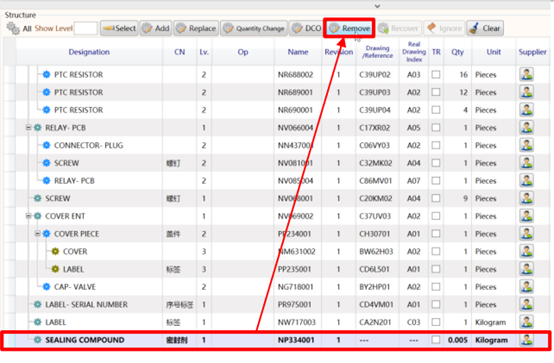 Structure
All Show Level Select Add Replace Quantity Change DCO Remove Recover Ignore Clear
Designation CN Lv. Op Name Revision Drawing /Reference Real Drawing Index TR Qty Unit Supplier
PTC RESISTOR 2 NR688002 1 C39UP02 A03 16 Pieces
PTC RESISTOR 2 NR689001 1 C39UP03 A02 12 Pieces
PTC RESISTOR 2 NR690001 1 C39UP04 A02 4 Pieces
RELAY- PCB 1 NV066004 1 C17XR02 A05 1 Pieces
CONNECTOR- PLUG 2 NN437001 1 C06VY03 A02 1 Pieces
SCREW 螺钉 2 NV081001 1 C32MK02 A04 1 Pieces
RELAY- PCB 2 NV085004 1 C86MV01 A07 1 Pieces
SCREW 螺钉 1 1 C20KM02 A04 9 Pieces
COVER ENT 1 1 C37UV03 A02 1 Pieces
COVER PIECE 盖件 2 PP234001 1 CH30701 A01 1 Pieces
COVER 3 NM631002 1 BW62H03 A02 1 Pieces
LABEL 标签 3 PP235001 1 CD6L501 A01 1 Pieces
CAP- VALVE 2 NG718001 1 BY2HP01 A02 1 Pieces
LABEL- SERIAL NUMBER 序号标签 1 PR975001 1 CD4VM01 A01 1 Pieces
LABEL 标签 1 NW717003 1 CA2N201 C03 1 Kilogram
SEALING COMPOUND 密封剂 1 NP334001 1 --- --- 0.005 Kilogram